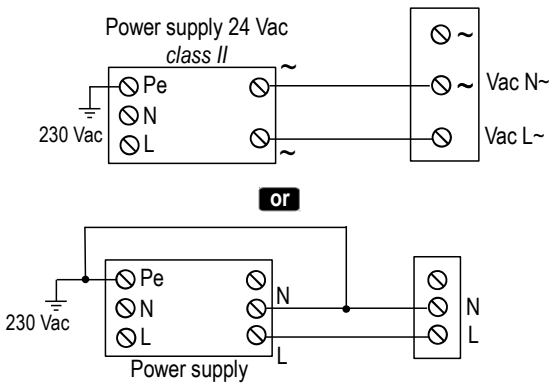 Power supply 24 Vac
class II
~
~
Pe
~
Vac N~
N
230 Vac
L
Vac L~
~
or
Pe
N
N
N
230 Vac
L
L
L
Power supply